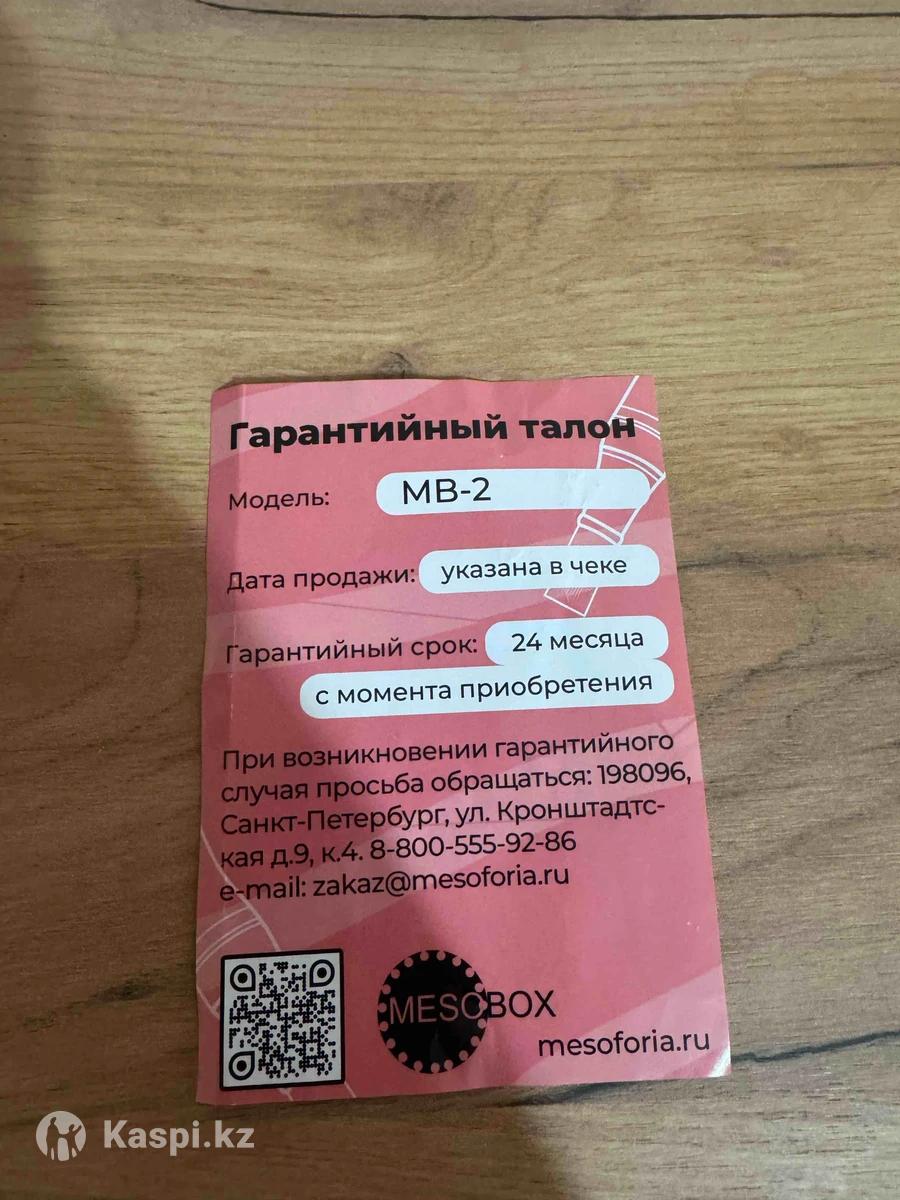 Гарантийный талон
Модель: MB-2
Дата продажи: указана в чеке
Гарантийный срок: 24 месяца
с момента приобретения
При возникновении гарантийного
случая просьба обращаться: 198096,
Санкт-Петербург, ул. Кронштадтс-
кая д.9, к.4. 8-800-555-92-86
e-mail: zakaz@mesoforia.ru
MESOBOX
mesoforia.ru
Kaspi.kz